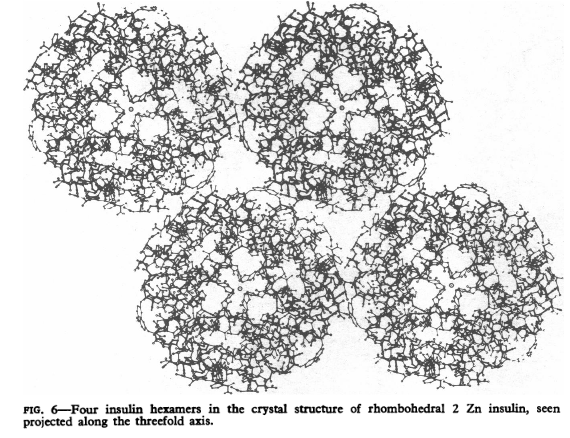 FIG. 6—Four insulin hexamers in the crystal structure of rhombohedral 2 Zn insulin, seen
projected along the threefold axis.